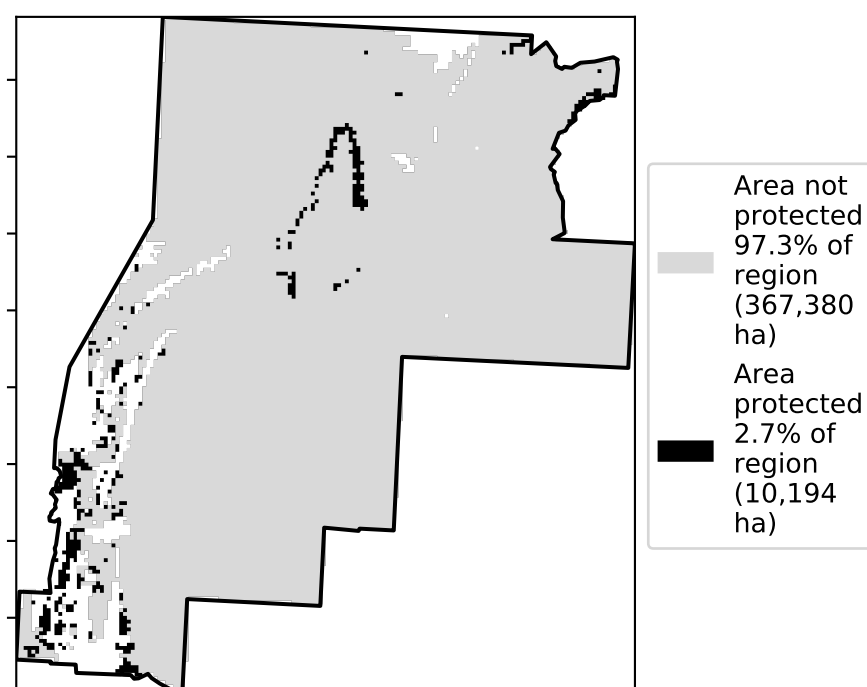 Area not
protected
97.3% of
region
(367,380
ha)
Area
protected
2.7% of
region
(10,194
ha)